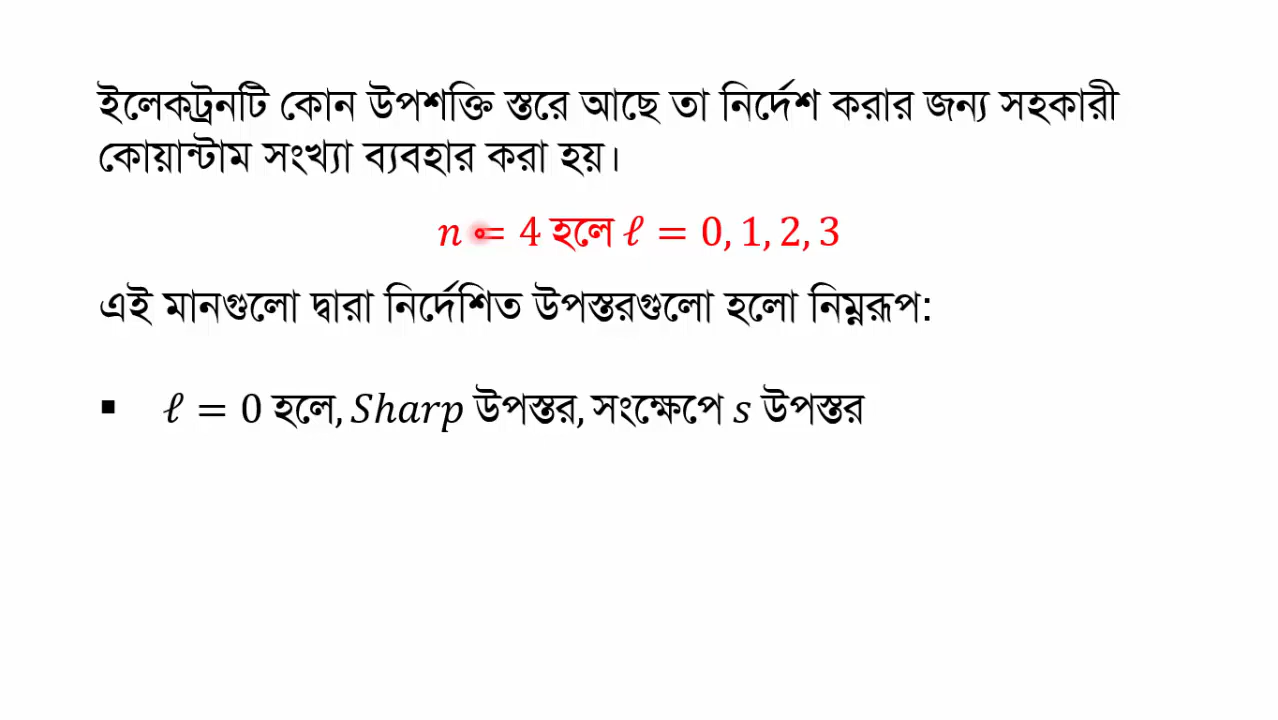 ইলেকট্রনটি কোন উপশক্তি স্তরে আছে তা নির্দেশ করার জন্য সহকারী
কোয়ান্টাম সংখ্যা ব্যবহার করা হয়।
n = 4 হলে ℓ = 0, 1, 2, 3
এই মানগুলো দ্বারা নির্দেশিত উপস্তরগুলো হলো নিম্নরূপ:
▪ ℓ = 0 হলে, Sharp উপস্তর, সংক্ষেপে s উপস্তর